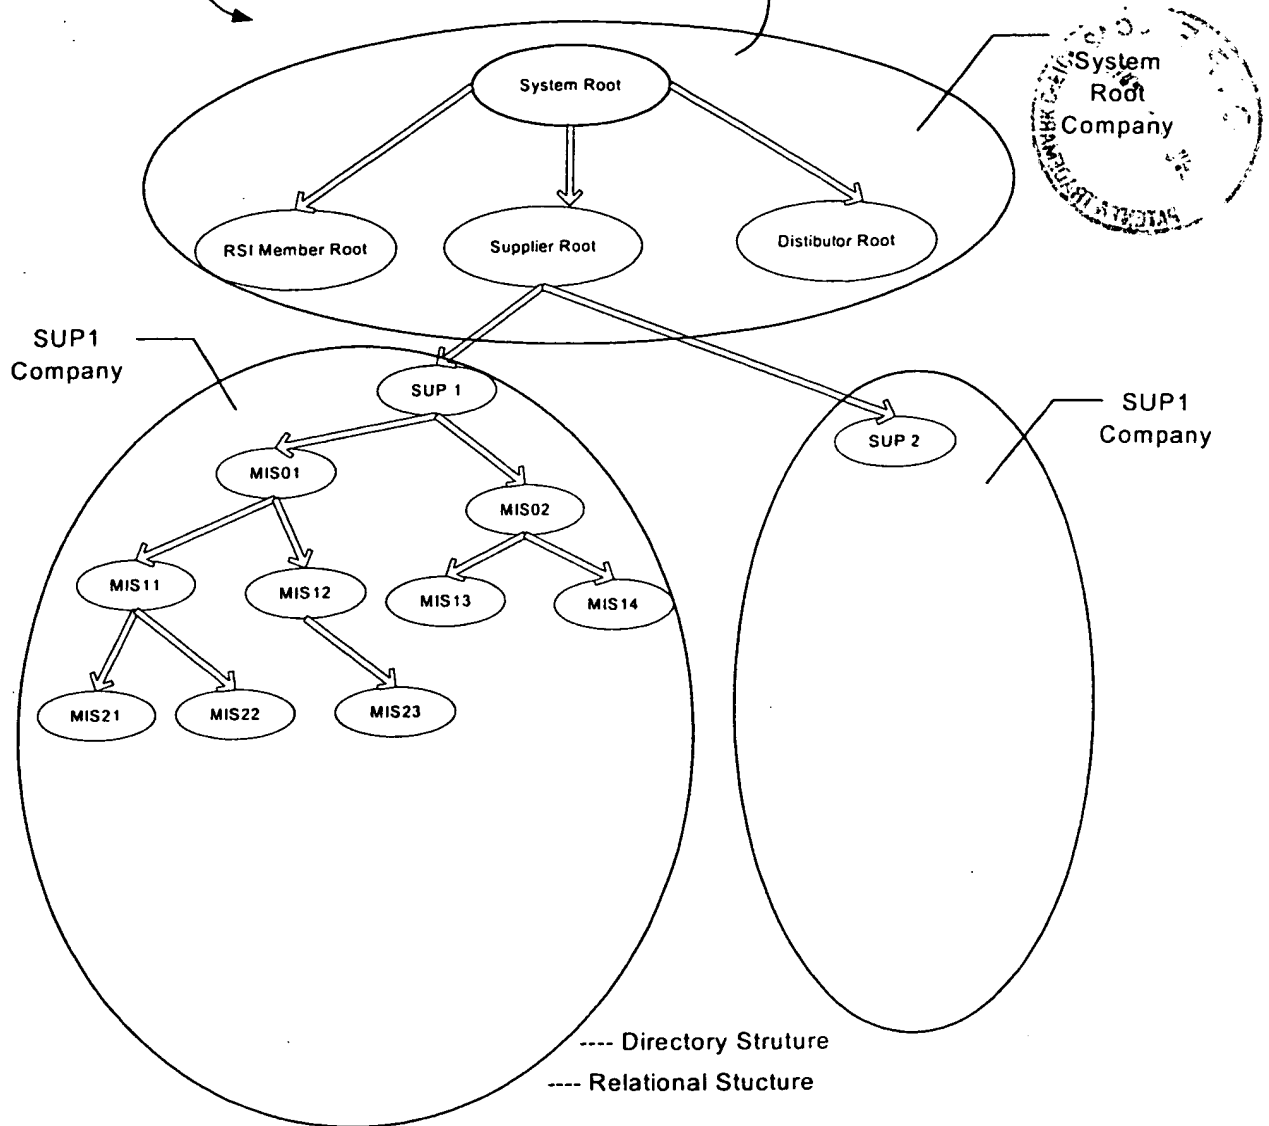 System Root
System
Root
Company
RSI Member Root
Supplier Root
Distibutor Root
SUP1
Company
SUP 1
SUP1
Company
SUP 2
MIS01
MIS02
MIS11
MIS12
MIS13
MIS14
MIS21
MIS22
MIS23
---- Directory Struture
---- Relational Stucture